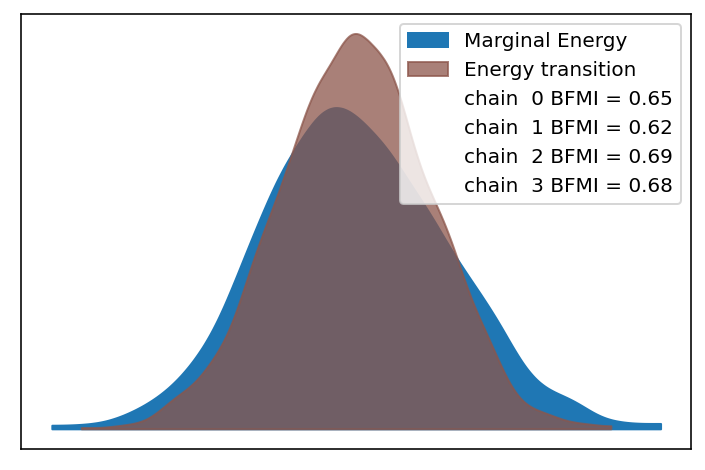 Marginal Energy
Energy transition
chain  0 BFMI = 0.65
chain  1 BFMI = 0.62
chain  2 BFMI = 0.69
chain  3 BFMI = 0.68